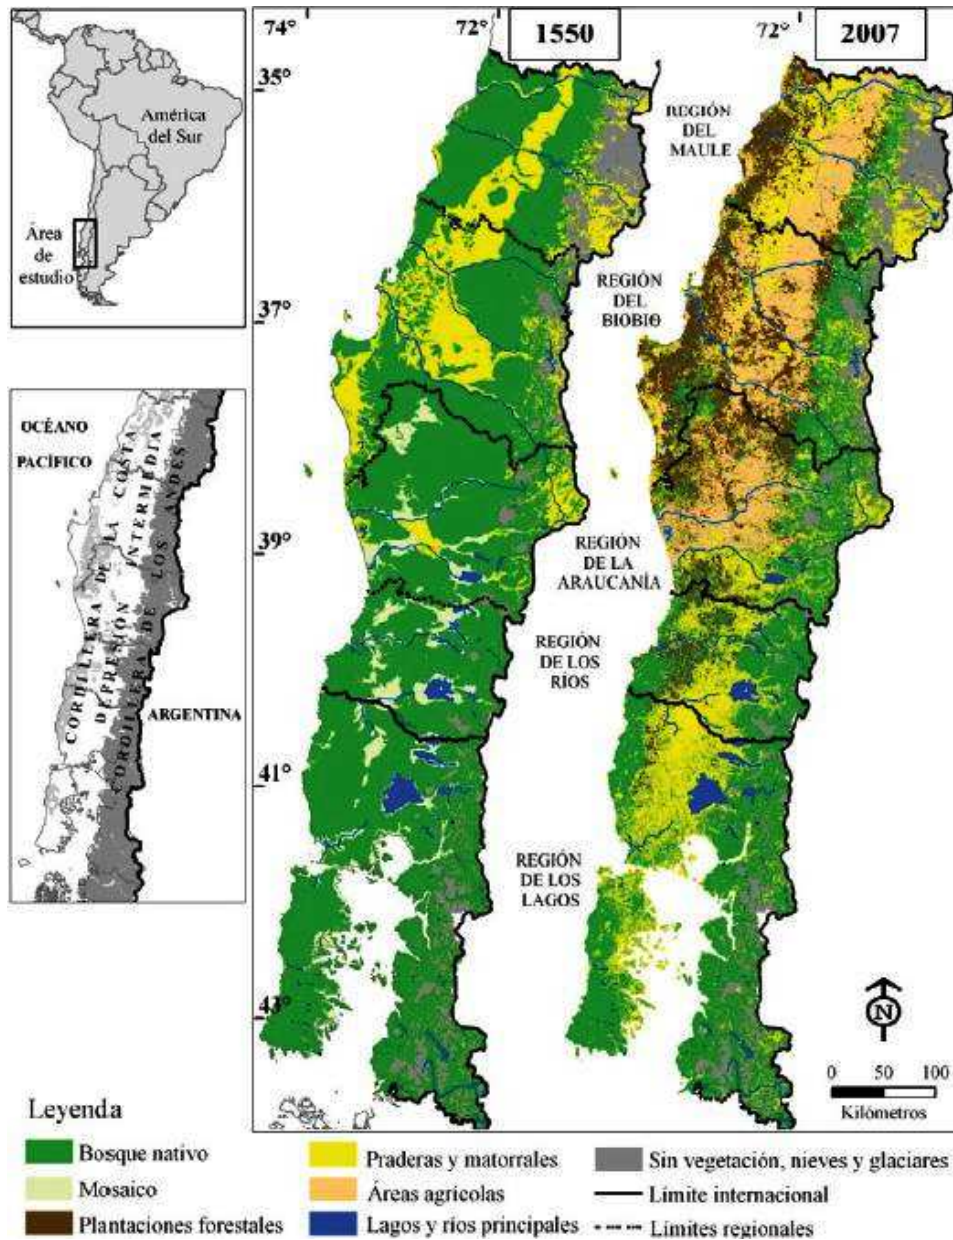 América
del Sur
Área
de
estudio
OCÉANO
PACÍFICO
CORDILLERA DE LA COSTA
DEPRESIÓN INTERMEDIA
CORDILLERA DE LOS ANDES
ARGENTINA
74°
72°
1550
72°
2007
35°
37°
39°
41°
43°
REGIÓN
DEL
MAULE
REGIÓN
DEL
BIOBIO
REGIÓN
DE LA
ARAUCANÍA
REGIÓN
DE LOS
RÍOS
REGIÓN
DE LOS
LAGOS
N
0 50 100
Kilómetros
Leyenda
Bosque nativo
Mosaico
Plantaciones forestales
Praderas y matorrales
Áreas agrícolas
Lagos y ríos principales
Sin vegetación, nieves y glaciares
Límite internacional
Límites regionales